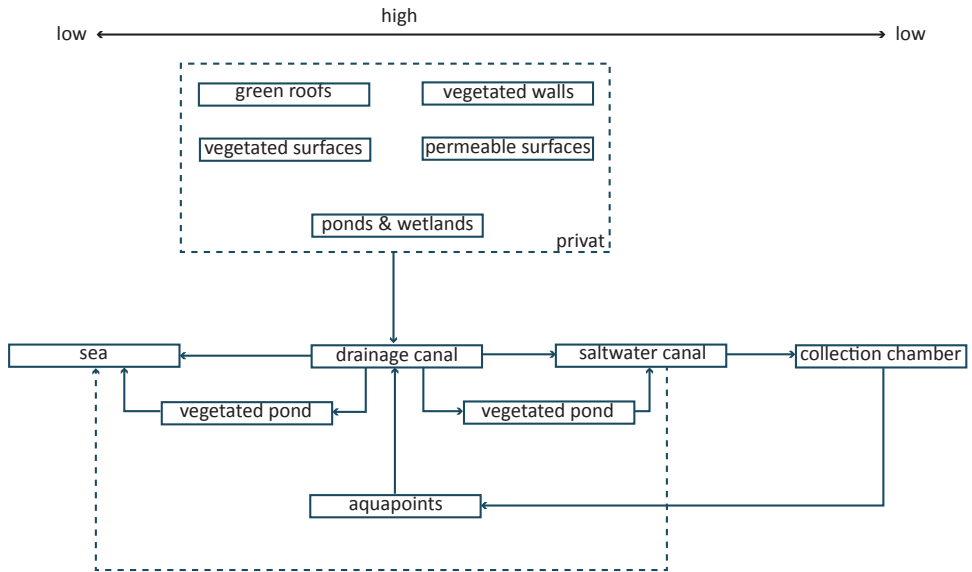 high
low
low
green roofs
vegetated walls
vegetated surfaces
permeable surfaces
ponds & wetlands
privat
sea
drainage canal
saltwater canal
collection chamber
vegetated pond
vegetated pond
aquapoints